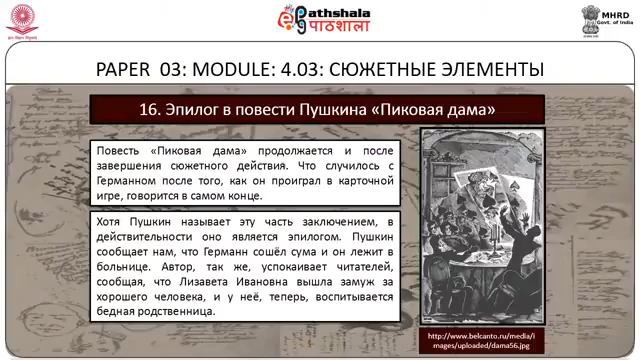 Pathshala
पाठशाला
MHRD
Govt. of India
PAPER 03: MODULE: 4.03: СЮЖЕТНЫЕ ЭЛЕМЕНТЫ
16. Эпилог в повести Пушкина «Пиковая дама»
Повесть «Пиковая дама» продолжается и после
завершения сюжетного действия. Что случилось с
Германном после того, как он проиграл в карточной
игре, говорится в самом конце.
Хотя Пушкин называет эту часть заключением, в
действительности оно является эпилогом. Пушкин
сообщает нам, что Германн сошёл сума и он лежит в
больнице. Автор, так же, успокаивает читателей,
сообщая, что Лизавета Ивановна вышла замуж за
хорошего человека, и у неё, теперь, воспитывается
бедная родственница.
http://www.belcanto.ru/media/i
mages/uploaded/dama56.jpg